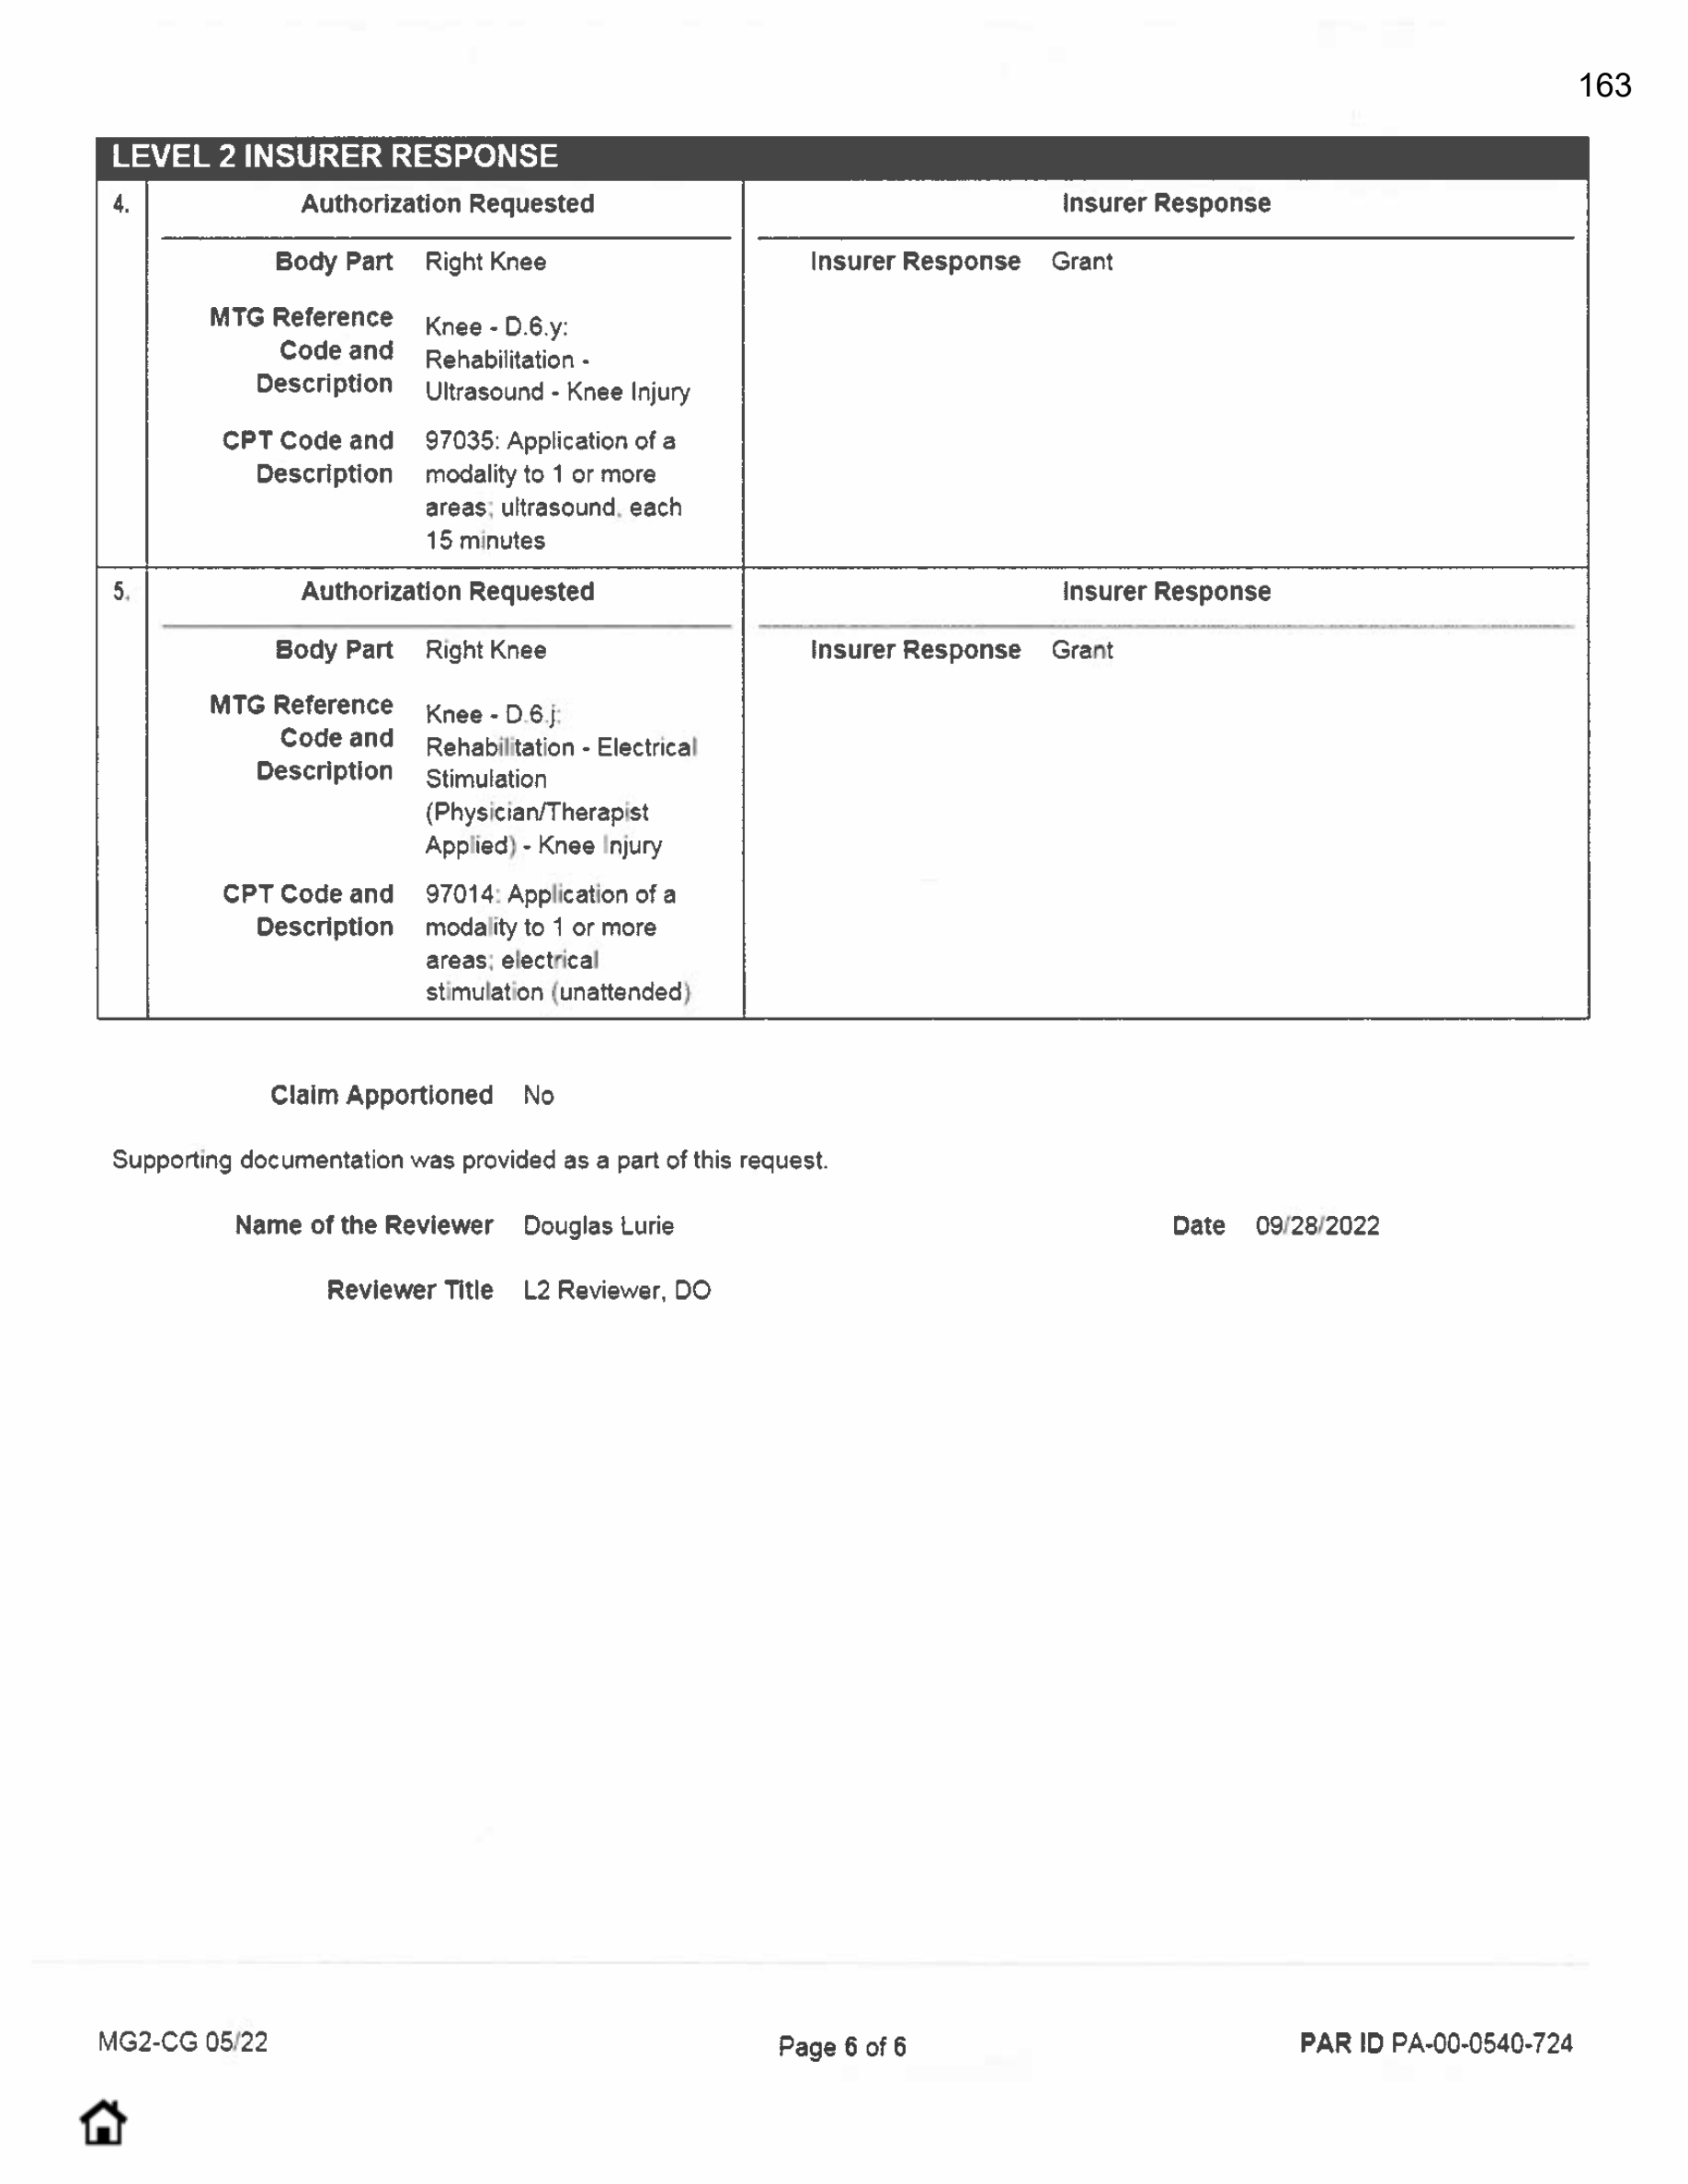 163
LEVEL 2 INSURER RESPONSE
4. Authorization Requested Insurer Response
Body Part Right Knee Insurer Response Grant
MTG Reference Code and Description
Knee - D.6.y:
Rehabilitation -
Ultrasound - Knee Injury
CPT Code and 97035: Application of a
Description modality to 1 or more
areas; ultrasound, each
15 minutes
5. Authorization Requested Insurer Response
Body Part Right Knee Insurer Response Grant
MTG Reference Code and Description
Knee - D.6.j:
Rehabilitation - Electrical
Stimulation
(Physician/Therapist
Applied) - Knee Injury
CPT Code and 97014: Application of a
Description modality to 1 or more
areas; electrical
stimulation (unattended)
Claim Apportioned No
Supporting documentation was provided as a part of this request.
Name of the Reviewer Douglas Lurie Date 09/28/2022
Reviewer Title L2 Reviewer, DO
MG2-CG 05/22 Page 6 of 6 PAR ID PA-00-0540-724